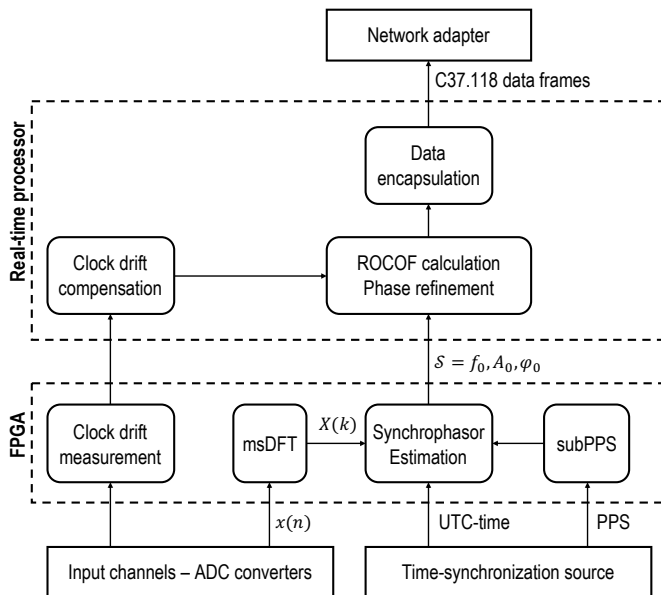 Network adapter
C37.118 data frames
Real-time processor
Data
encapsulation
Clock drift
compensation
ROCOF calculation
Phase refinement
𝒮 = f₀, A₀, φ₀
FPGA
Clock drift
measurement
msDFT
X(k)
Synchrophasor
Estimation
subPPS
x(n)
UTC-time
PPS
Input channels – ADC converters
Time-synchronization source